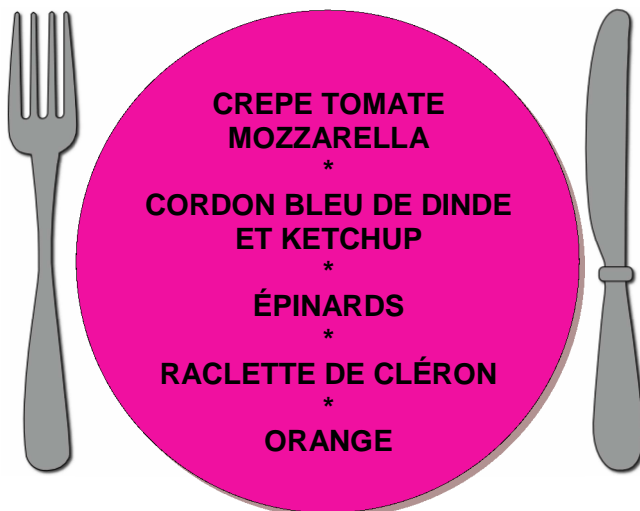 CREPE TOMATE
MOZZARELLA
*
CORDON BLEU DE DINDE
ET KETCHUP
*
ÉPINARDS
*
RACLETTE DE CLÉRON
*
ORANGE